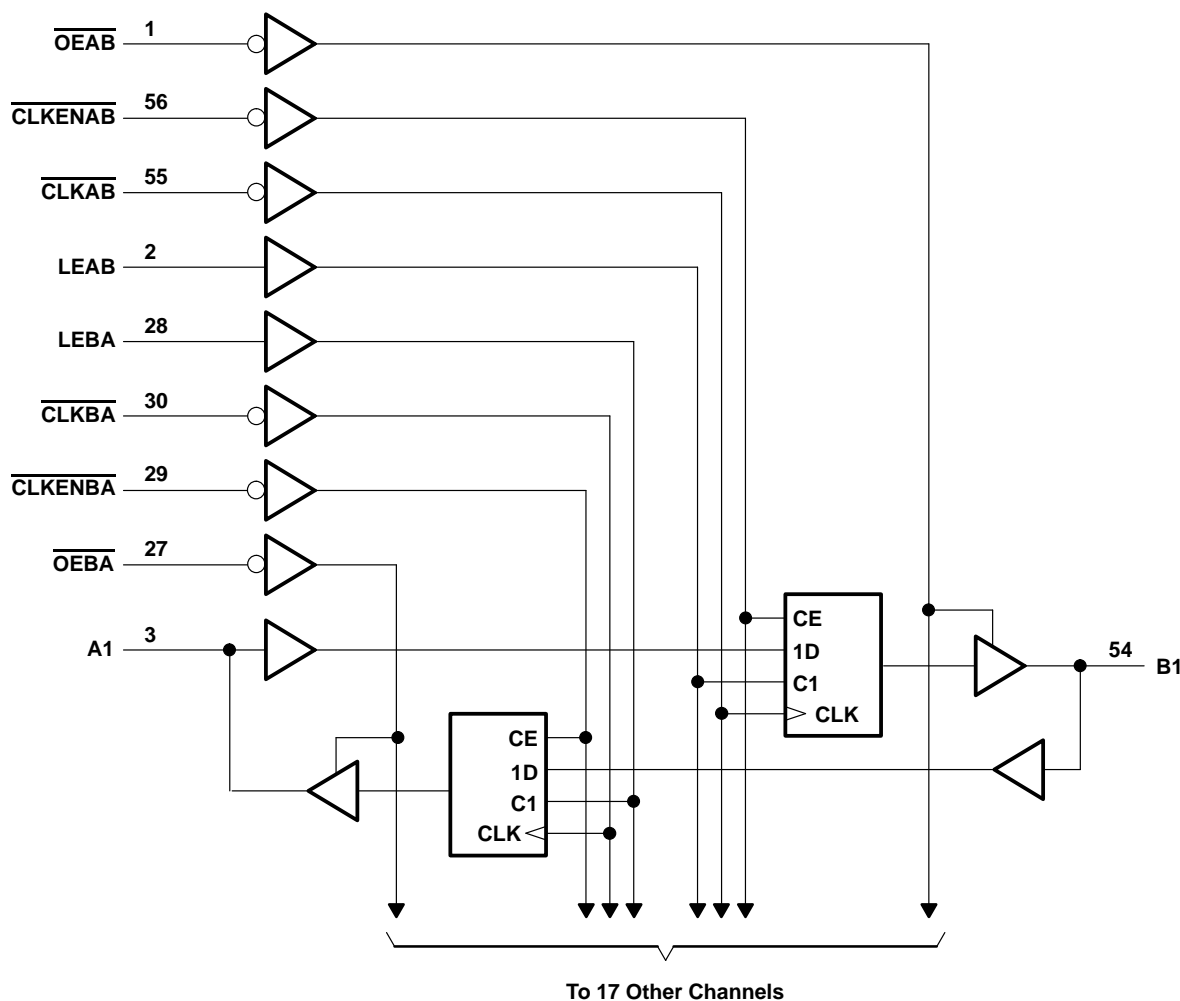 OEAB 1
CLKENAB 56
CLKAB 55
LEAB 2
LEBA 28
CLKBA 30
CLKENBA 29
OEBA 27
A1 3
CE
1D
C1
CLK
54 B1
CE
1D
C1
CLK
To 17 Other Channels